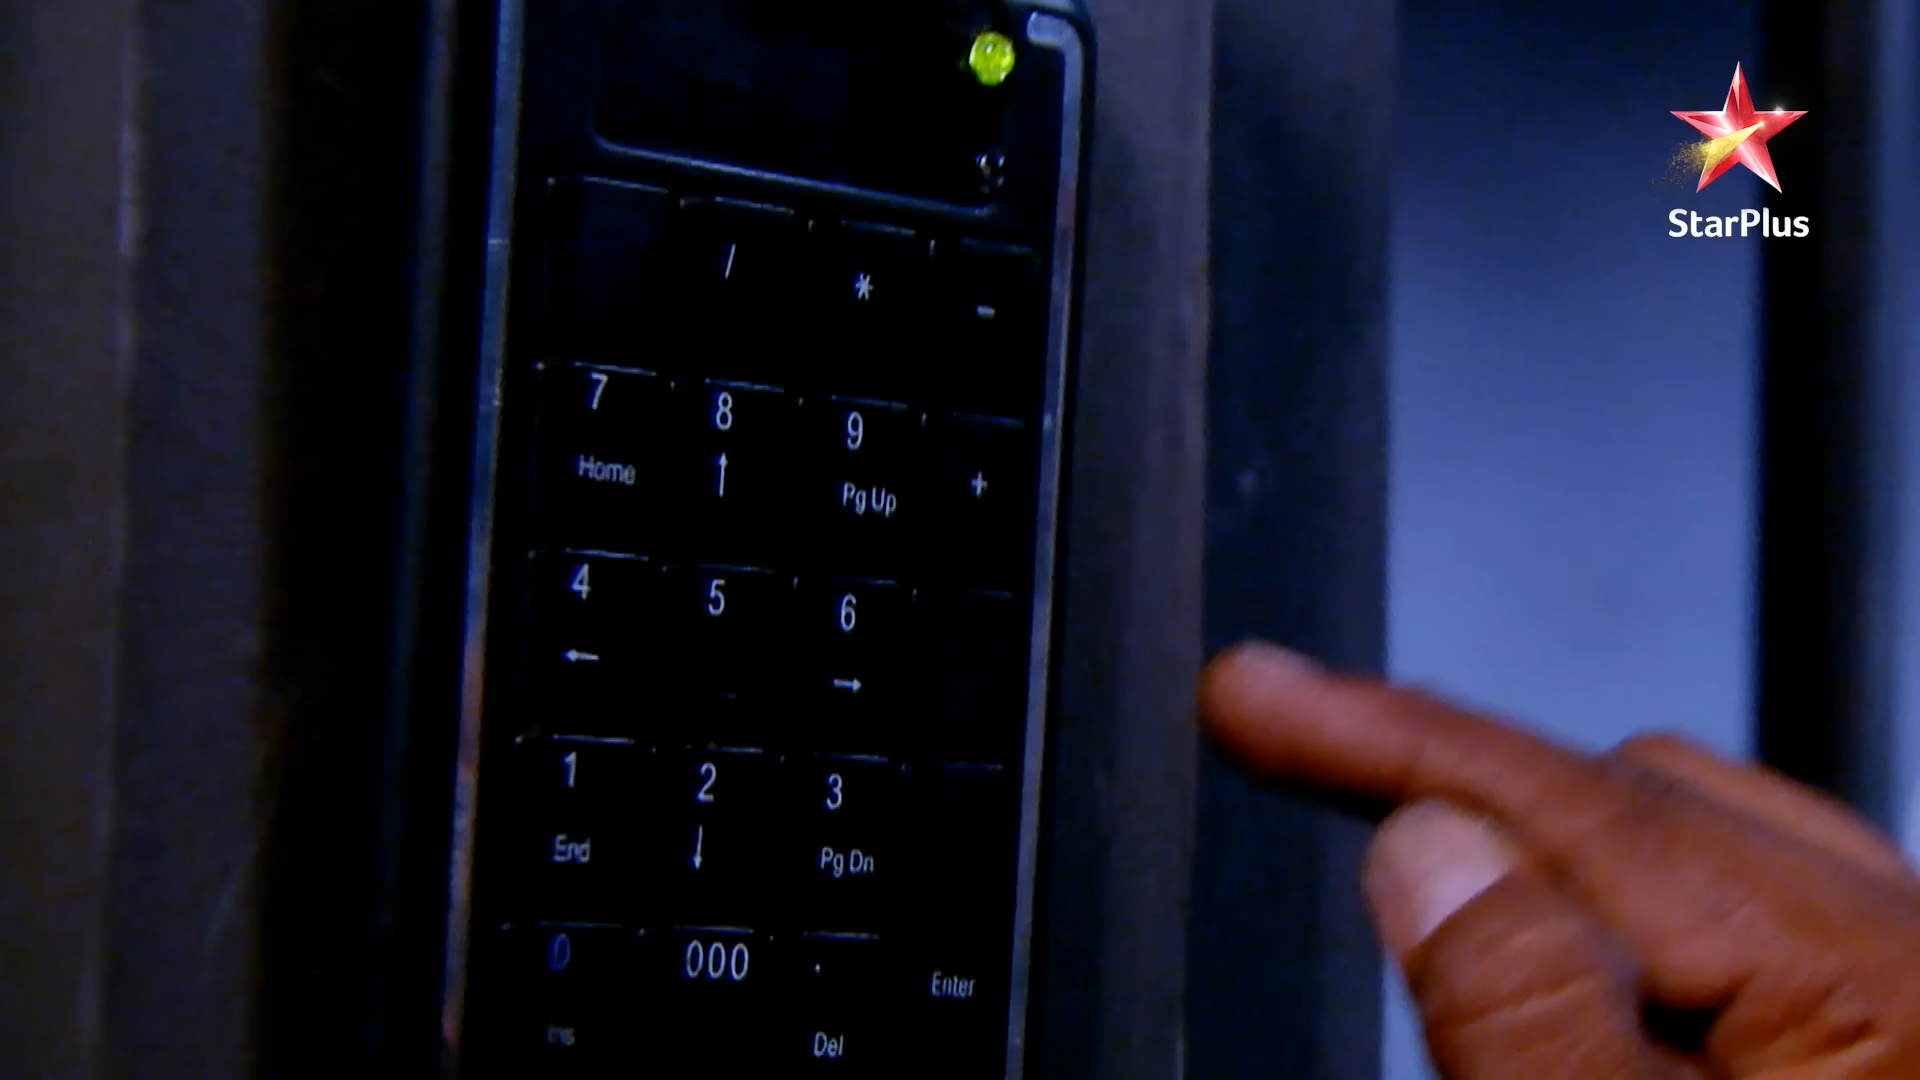 StarPlus
/ * -
7 8 9
Home ↑ Pg Up +
4 5 6
← →
1 2 3
End ↓ Pg Dn
0 000 . Enter
Ins Del